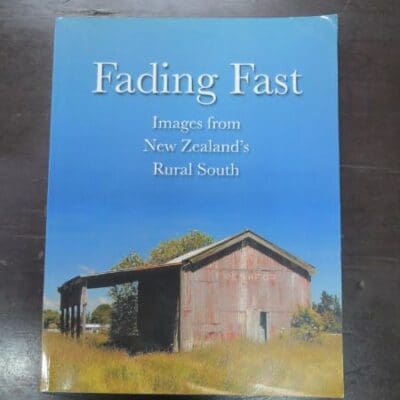 Fading Fast
Images from
New Zealand's
Rural South